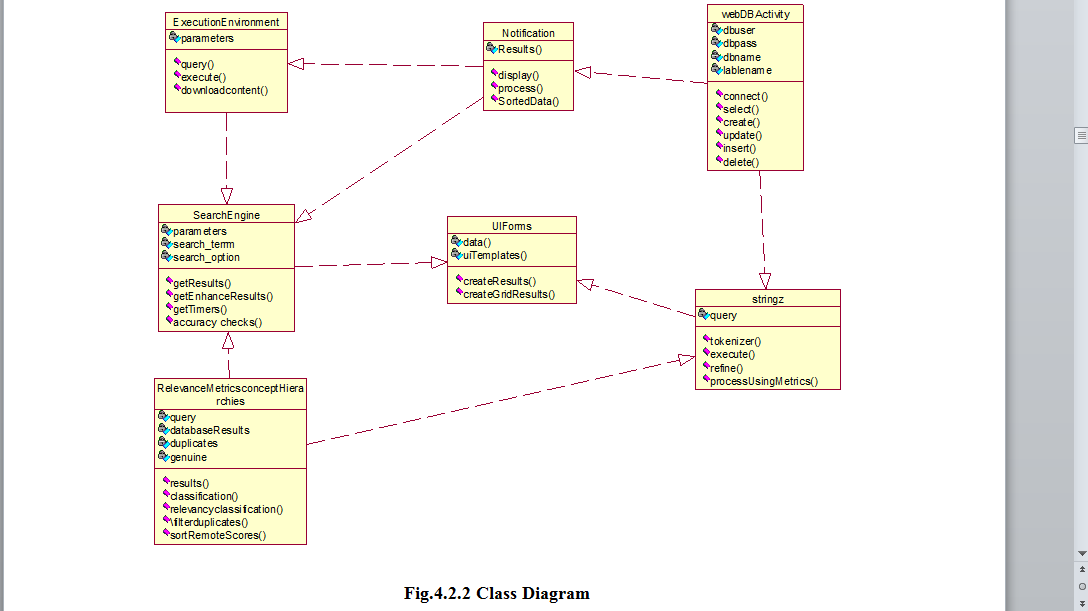 ExecutionEnvironment
parameters
query()
execute()
downloadcontent()
Notification
Results()
display()
process()
SortedData()
webDBActivity
dbuser
dbpass
dbname
lablename
connect()
select()
create()
update()
insert()
delete()
SearchEngine
parameters
search_term
search_option
getResults()
getEnhanceResults()
getTimers()
accuracy checks()
UIForms
data()
uiTemplates()
createResults()
createGridResults()
stringz
query
tokenizer()
execute()
refine()
processUsingMetrics()
RelevanceMetricsconceptHiera
rchies
query
databaseResults
duplicates
genuine
results()
classification()
relevancyclassification()
\filterduplicates()
sortRemoteScores()
Fig.4.2.2 Class Diagram